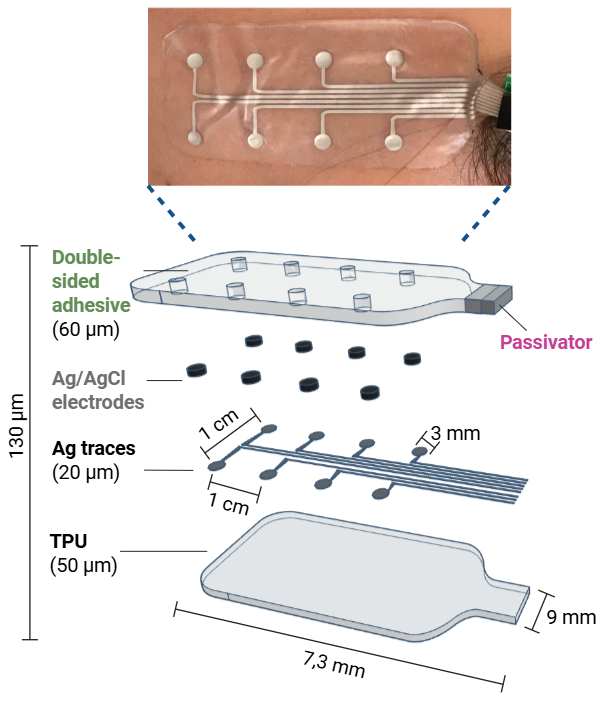 Double-
sided
adhesive
(60 µm)
Passivator
Ag/AgCl
electrodes
130 µm
1 cm
3 mm
Ag traces
(20 µm)
1 cm
TPU
(50 µm)
9 mm
7,3 mm